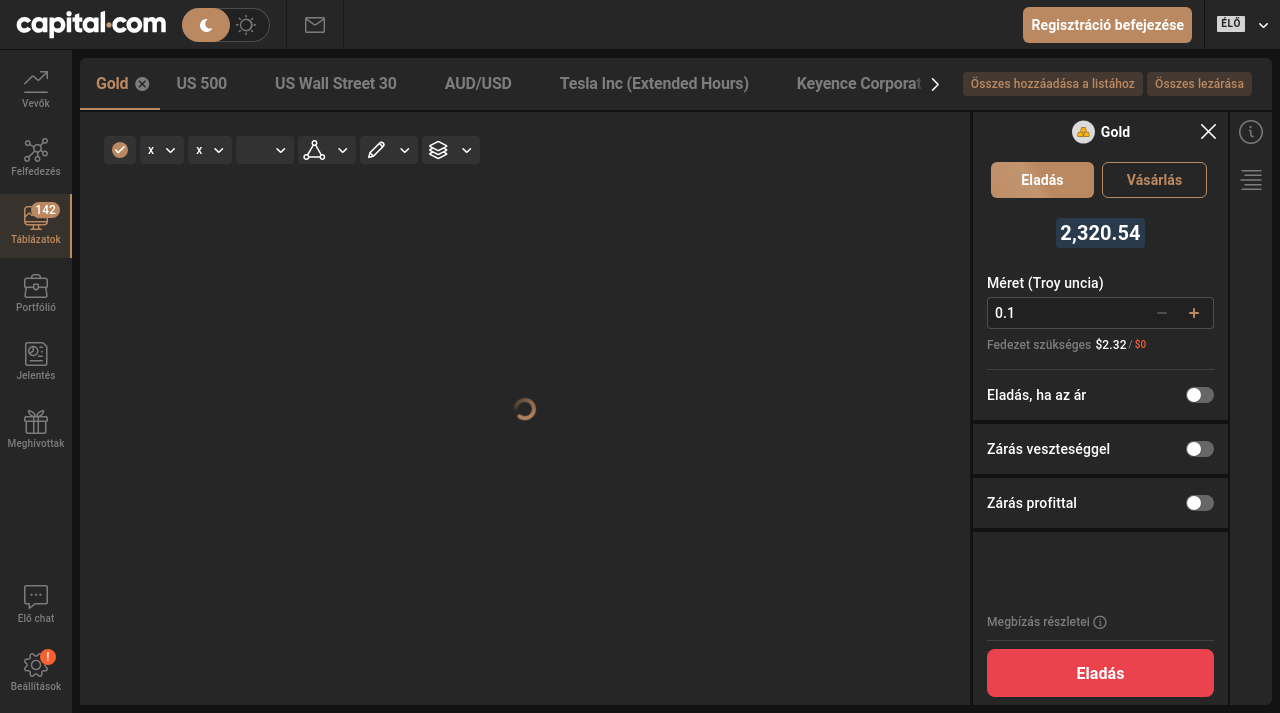 capital.com
Regisztráció befejezése
ÉLŐ
Vevők
Felfedezés
142
Táblázatok
Portfólió
Jelentés
Meghívottak
Elő chat
!
Beállítások
Gold
US 500
US Wall Street 30
AUD/USD
Tesla Inc (Extended Hours)
Keyence Corporat
Összes hozzáadása a listához
Összes lezárása
x
x
Gold
Eladás
Vásárlás
2,320.54
Méret (Troy uncia)
0.1
Fedezet szükséges $2.32 / $0
Eladás, ha az ár
Zárás veszteséggel
Zárás profittal
Megbízás részletei
Eladás